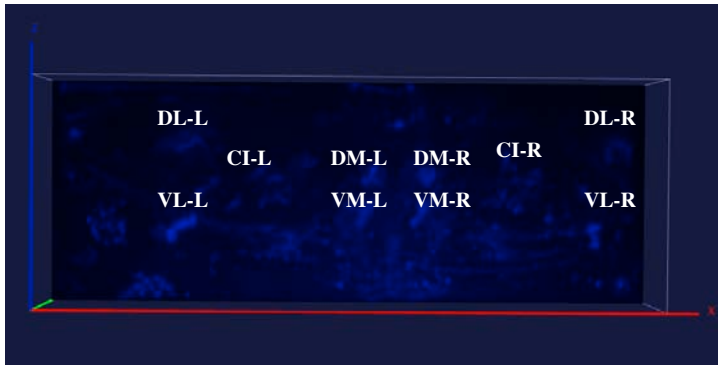 Z
DL-L DL-R
CI-R
CI-L DM-L DM-R
VL-L VM-L VM-R VL-R
X